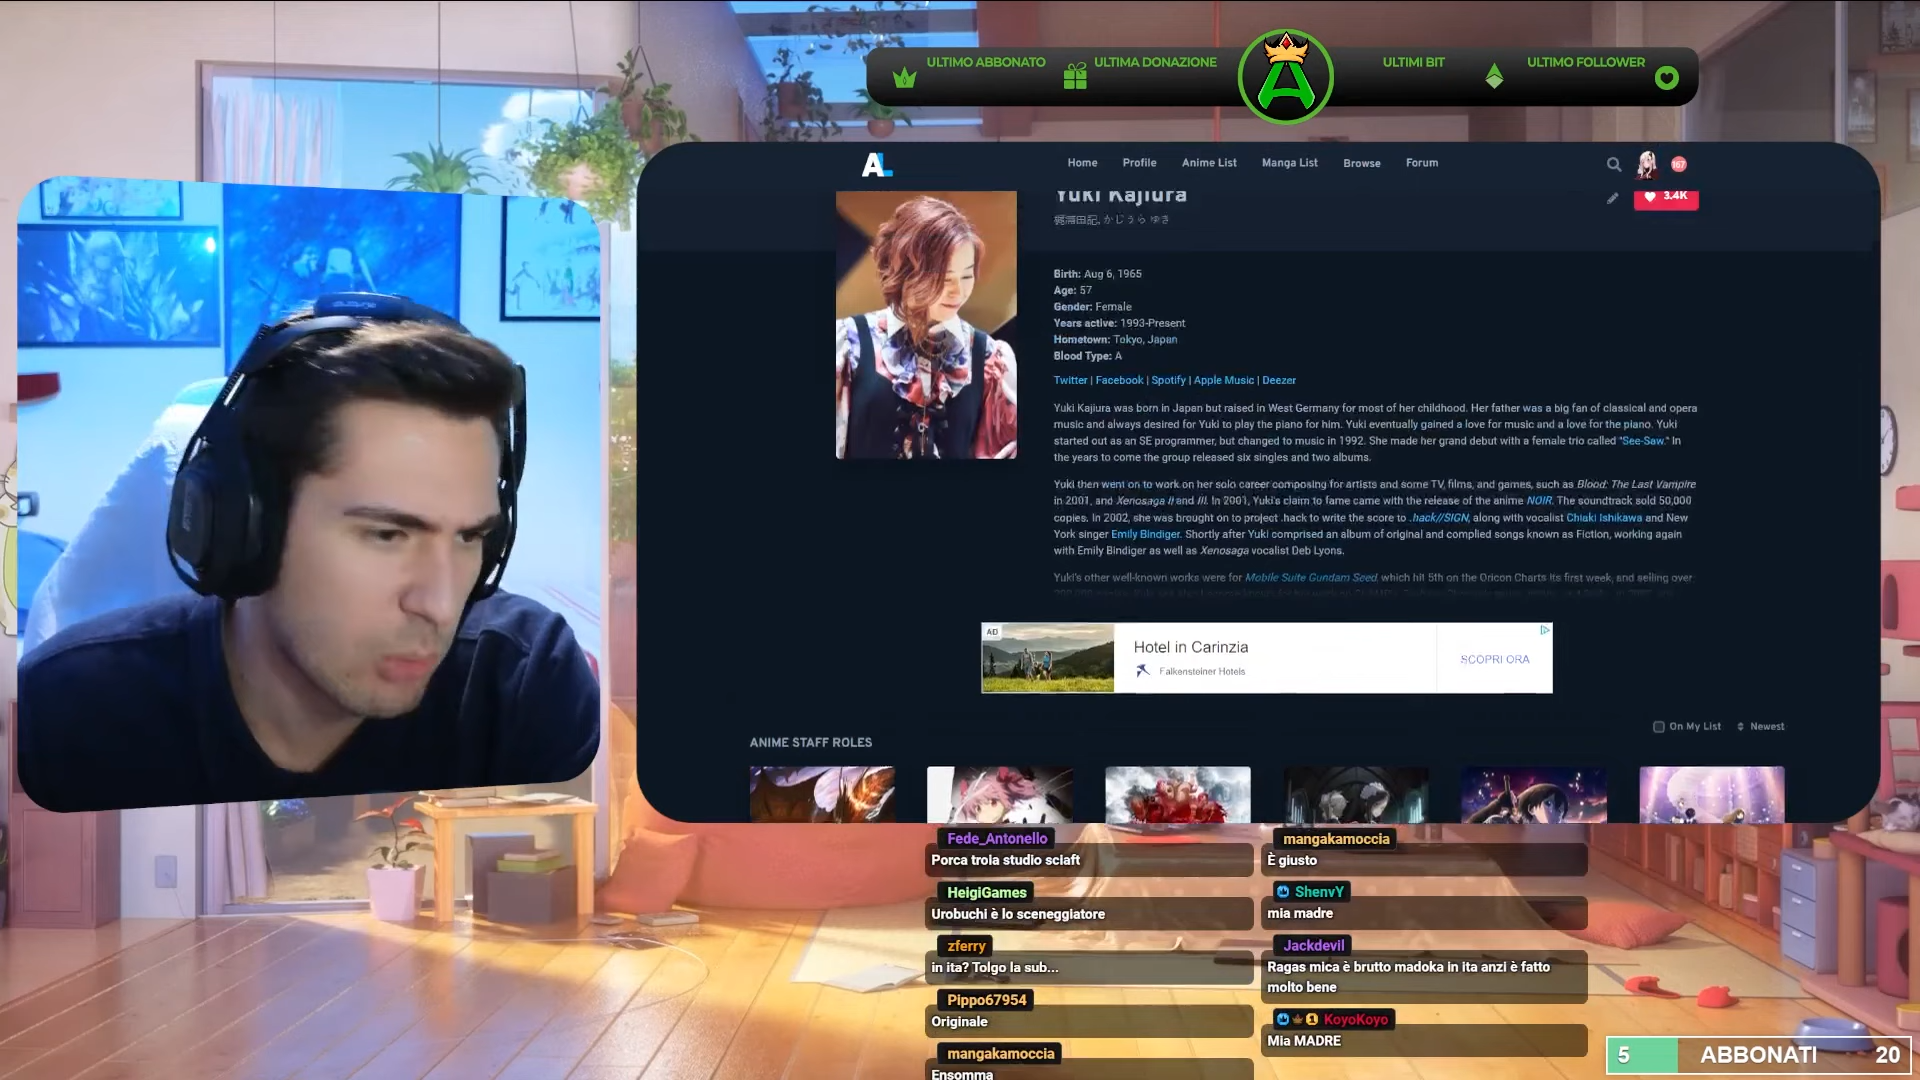 ULTIMO ABBONATO
ULTIMA DONAZIONE
ULTIMI BIT
ULTIMO FOLLOWER
AL
Home
Profile
Anime List
Manga List
Browse
Forum
167
Yuki Kajiura
梶浦由記, かじうら ゆき
3.4K
Birth: Aug 6, 1965
Age: 57
Gender: Female
Years active: 1993-Present
Hometown: Tokyo, Japan
Blood Type: A
Twitter | Facebook | Spotify | Apple Music | Deezer
Yuki Kajiura was born in Japan but raised in West Germany for most of her childhood. Her father was a big fan of classical and opera
music and always desired for Yuki to play the piano for him. Yuki eventually gained a love for music and a love for the piano. Yuki
started out as an SE programmer, but changed to music in 1992. She made her grand debut with a female trio called "See-Saw." In
the years to come the group released six singles and two albums.
Yuki then went on to work on her solo career composing for artists and some TV, films, and games, such as Blood: The Last Vampire
in 2001, and Xenosaga II and III. In 2001, Yuki's claim to fame came with the release of the anime NOIR. The soundtrack sold 50,000
copies. In 2002, she was brought on to project .hack to write the score to .hack//SIGN, along with vocalist Chiaki Ishikawa and New
York singer Emily Bindiger. Shortly after Yuki comprised an album of original and complied songs known as Fiction, working again
with Emily Bindiger as well as Xenosaga vocalist Deb Lyons.
Yuki's other well-known works were for Mobile Suite Gundam Seed, which hit 5th on the Oricon Charts its first week, and selling over
AD
Hotel in Carinzia
Falkensteiner Hotels
SCOPRI ORA
On My List
Newest
ANIME STAFF ROLES
Fede_Antonello
Porca troia studio sciaft
HeigiGames
Urobuchi è lo sceneggiatore
zferry
in ita? Tolgo la sub...
Pippo67954
Originale
mangakamoccia
Ensomma
mangakamoccia
È giusto
ShenvY
mia madre
Jackdevil
Ragas mica è brutto madoka in ita anzi è fatto
molto bene
KoyoKoyo
Mia MADRE
5
ABBONATI
20